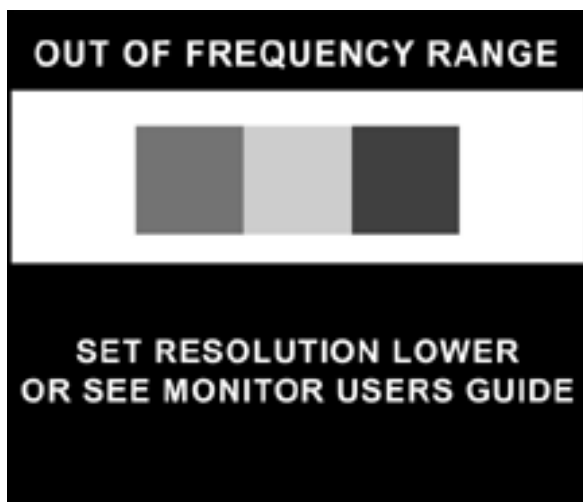 OUT OF FREQUENCY RANGE
SET RESOLUTION LOWER
OR SEE MONITOR USERS GUIDE